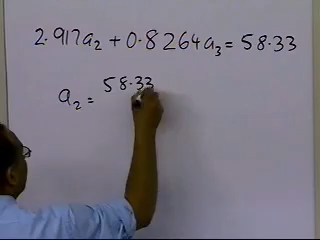 2.917a₂ + 0.8264a₃ = 58.33
a₂ = 58.33